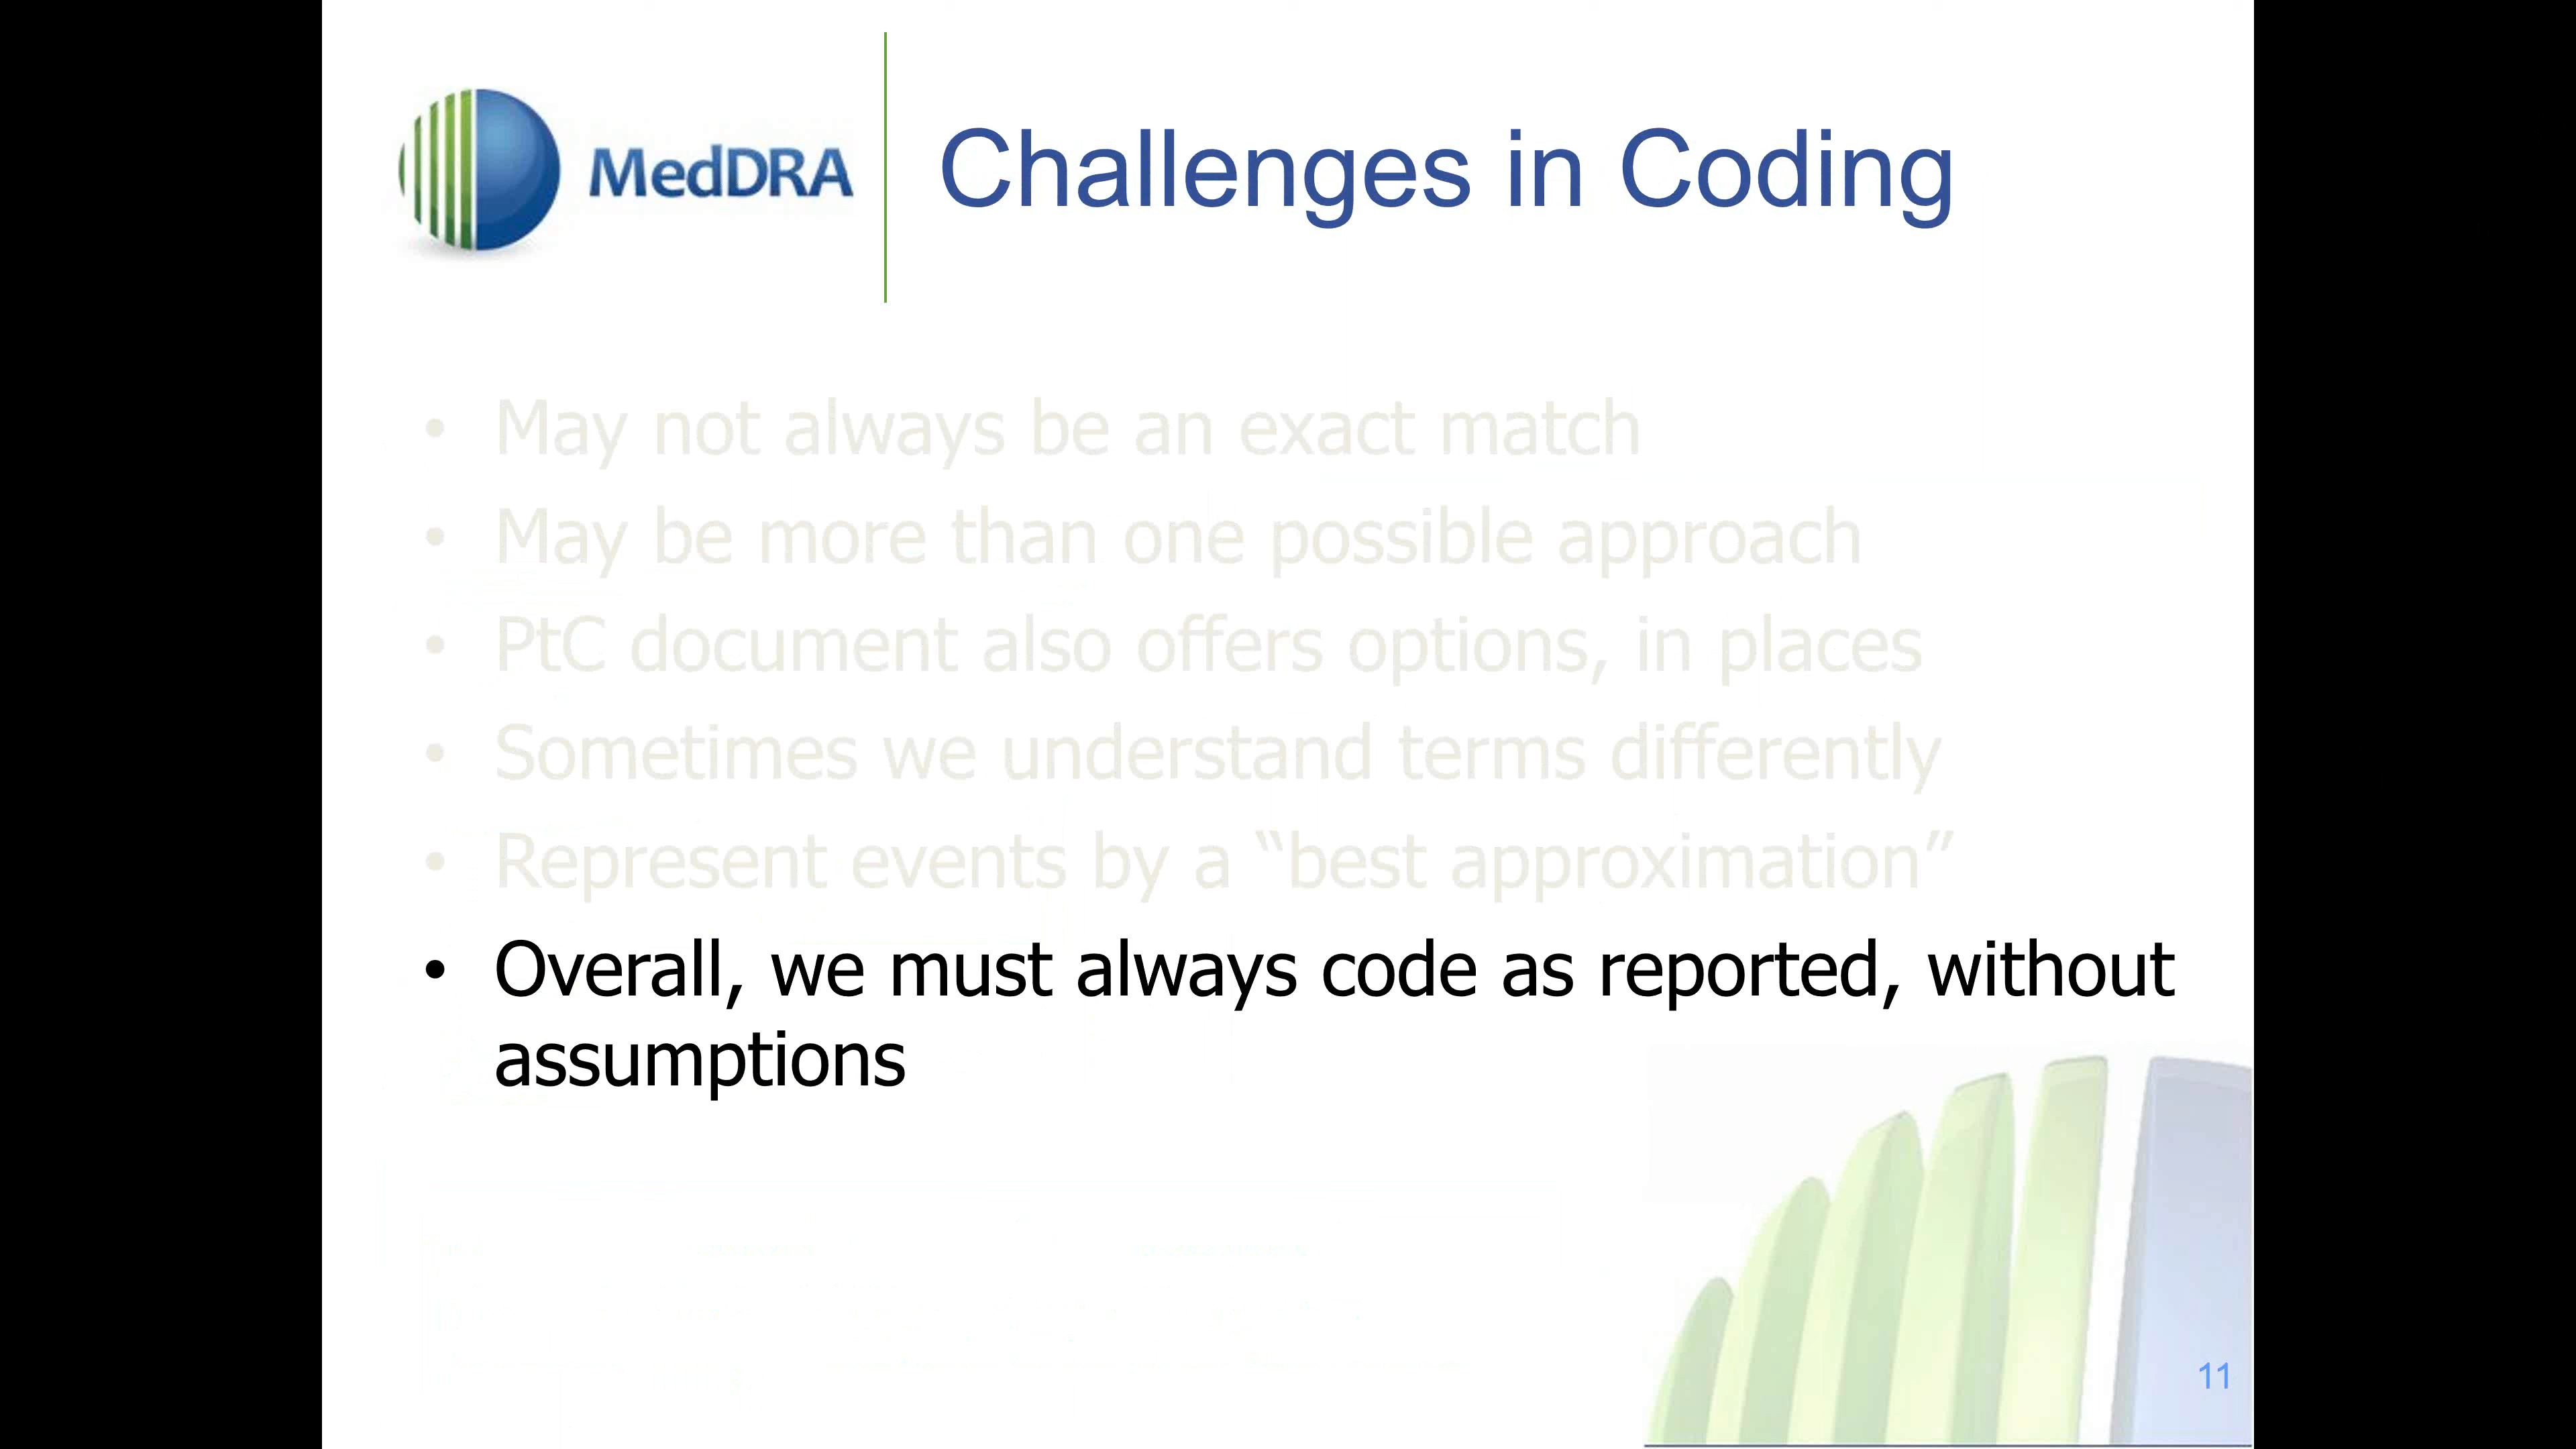 MedDRA
Challenges in Coding
• May not always be an exact match
• May be more than one possible approach
• PtC document also offers options, in places
• Sometimes we understand terms differently
• Represent events by a “best approximation”
• Overall, we must always code as reported, without
assumptions
11